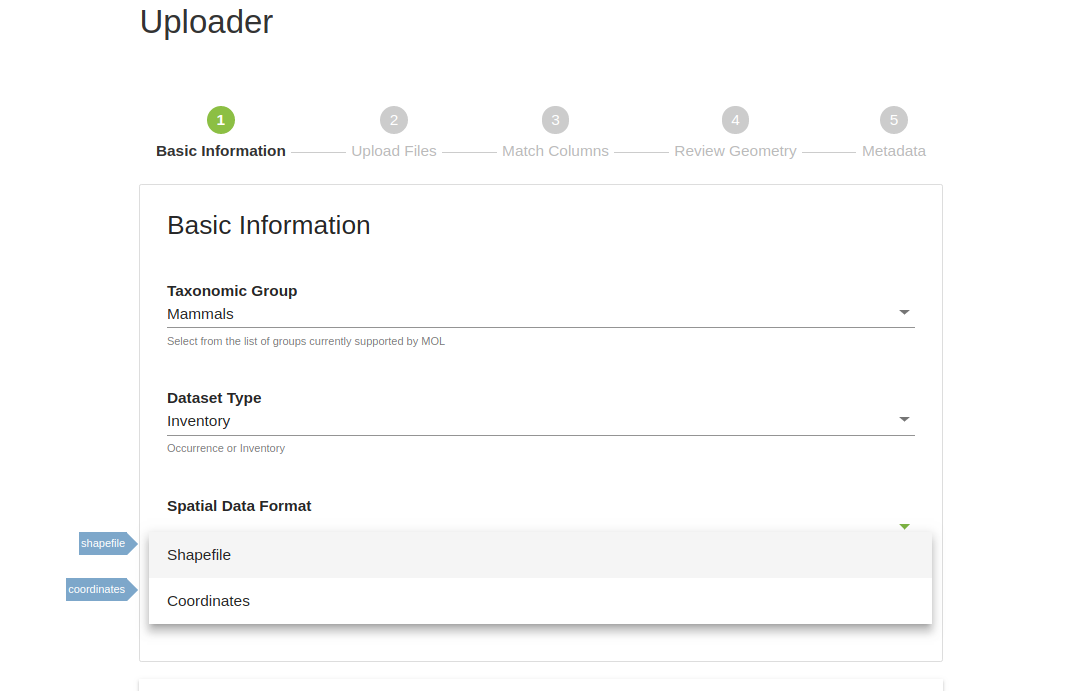 Uploader
1 2 3 4 5
Basic Information Upload Files Match Columns Review Geometry Metadata
Basic Information
Taxonomic Group
Mammals
Select from the list of groups currently supported by MOL
Dataset Type
Inventory
Occurrence or Inventory
Spatial Data Format
shapefile
Shapefile
coordinates
Coordinates